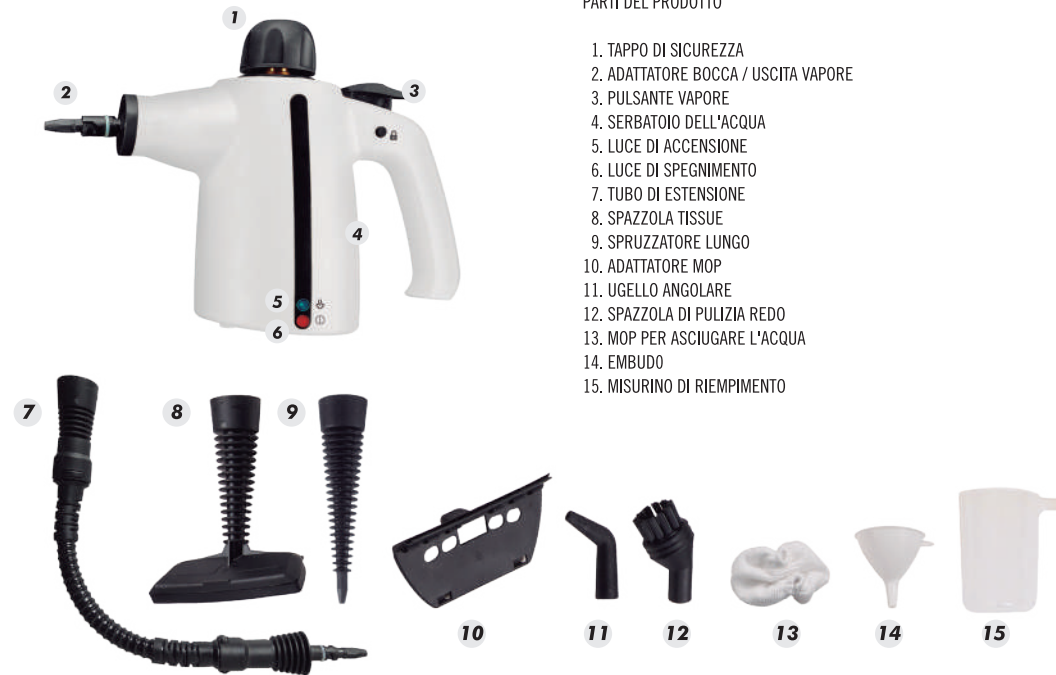 PARTI DEL PRODOTTO
1. TAPPO DI SICUREZZA
2. ADATTATORE BOCCA / USCITA VAPORE
3. PULSANTE VAPORE
4. SERBATOIO DELL'ACQUA
5. LUCE DI ACCENSIONE
6. LUCE DI SPEGNIMENTO
7. TUBO DI ESTENSIONE
8. SPAZZOLA TISSUE
9. SPRUZZATORE LUNGO
10. ADATTATORE MOP
11. UGELLO ANGOLARE
12. SPAZZOLA DI PULIZIA REDO
13. MOP PER ASCIUGARE L'ACQUA
14. EMBUDO
15. MISURINO DI RIEMPIMENTO
1
2
3
4
5
6
7
8
9
10
11
12
13
14
15